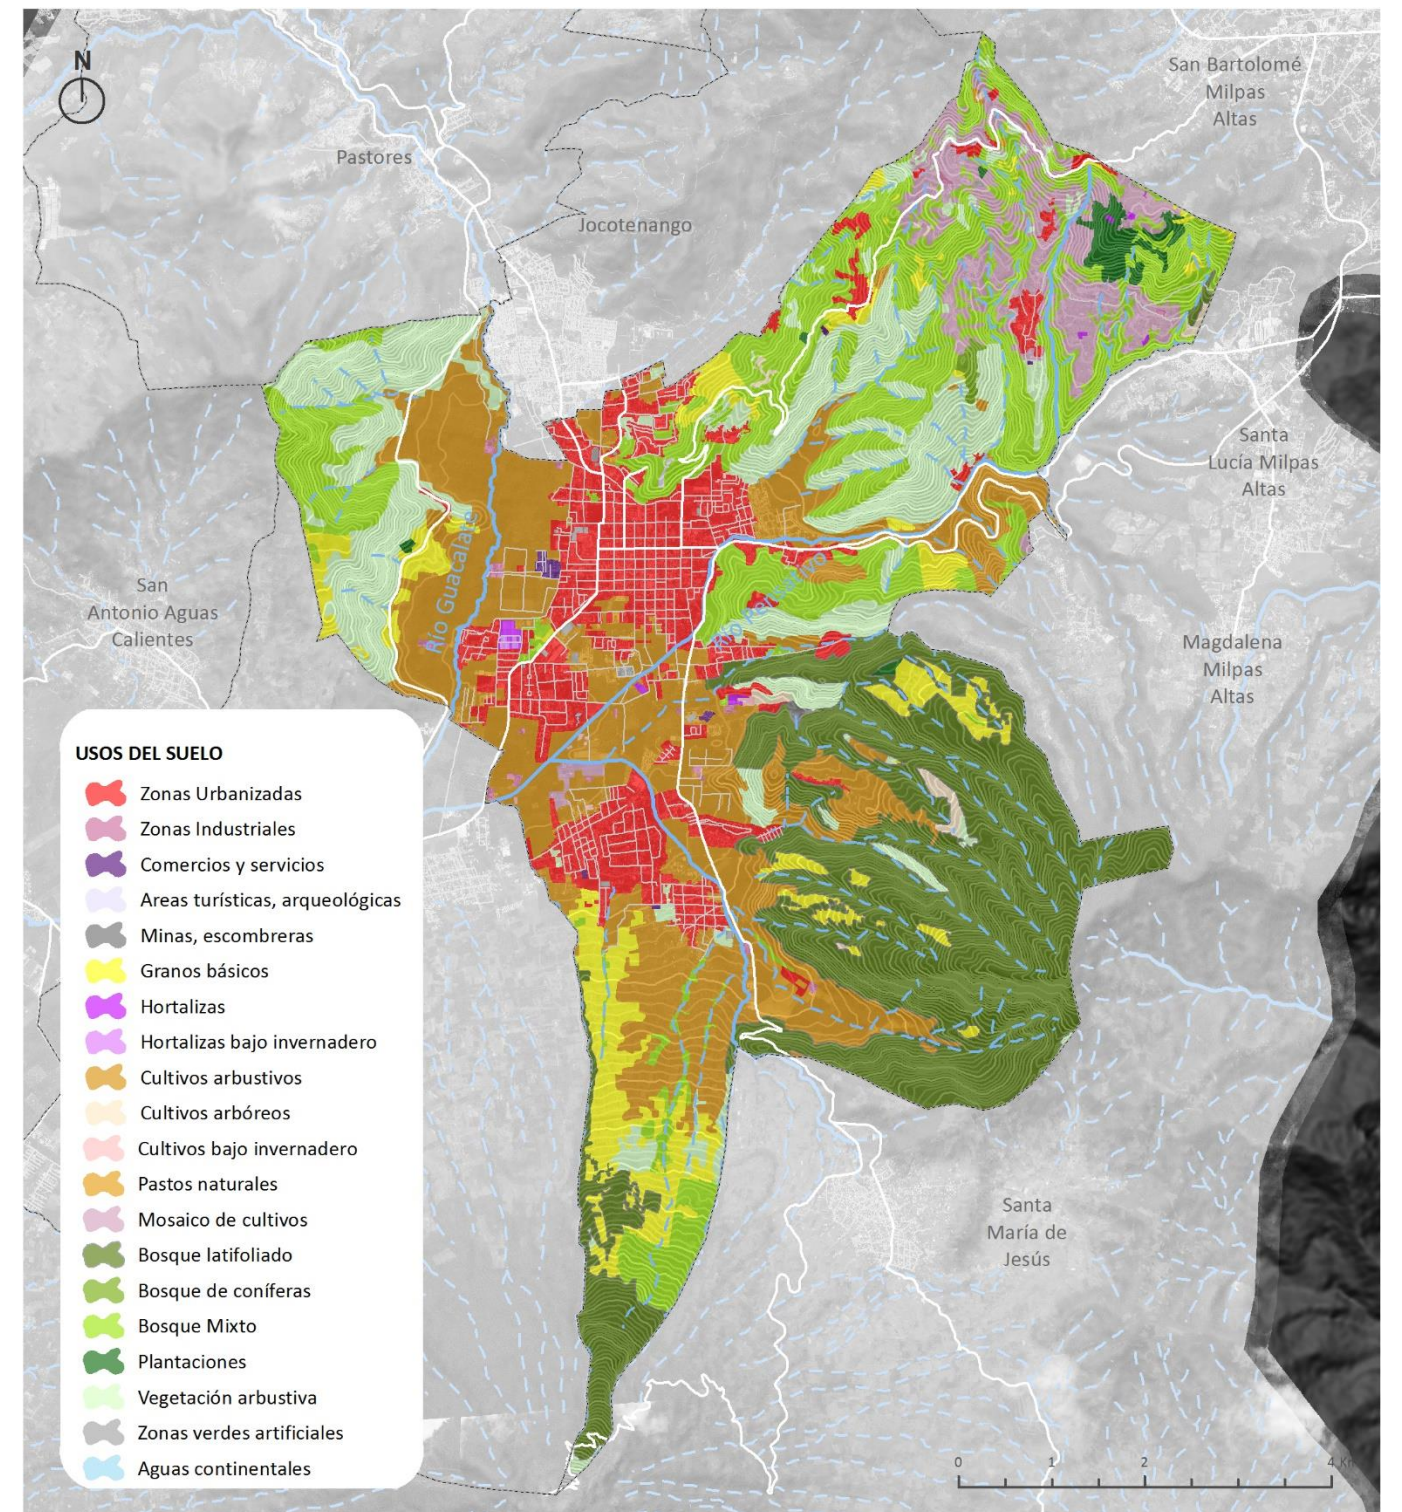 N
San Bartolomé
Milpas
Altas
Pastores
Jocotenango
Santa
Lucía Milpas
Altas
San
Antonio Aguas
Calientes
Río Guacalate
Río Pensativo
Magdalena
Milpas
Altas
Santa
María de
Jesús
USOS DEL SUELO
Zonas Urbanizadas
Zonas Industriales
Comercios y servicios
Areas turísticas, arqueológicas
Minas, escombreras
Granos básicos
Hortalizas
Hortalizas bajo invernadero
Cultivos arbustivos
Cultivos arbóreos
Cultivos bajo invernadero
Pastos naturales
Mosaico de cultivos
Bosque latifoliado
Bosque de coníferas
Bosque Mixto
Plantaciones
Vegetación arbustiva
Zonas verdes artificiales
Aguas continentales
0 1 2 4 Km